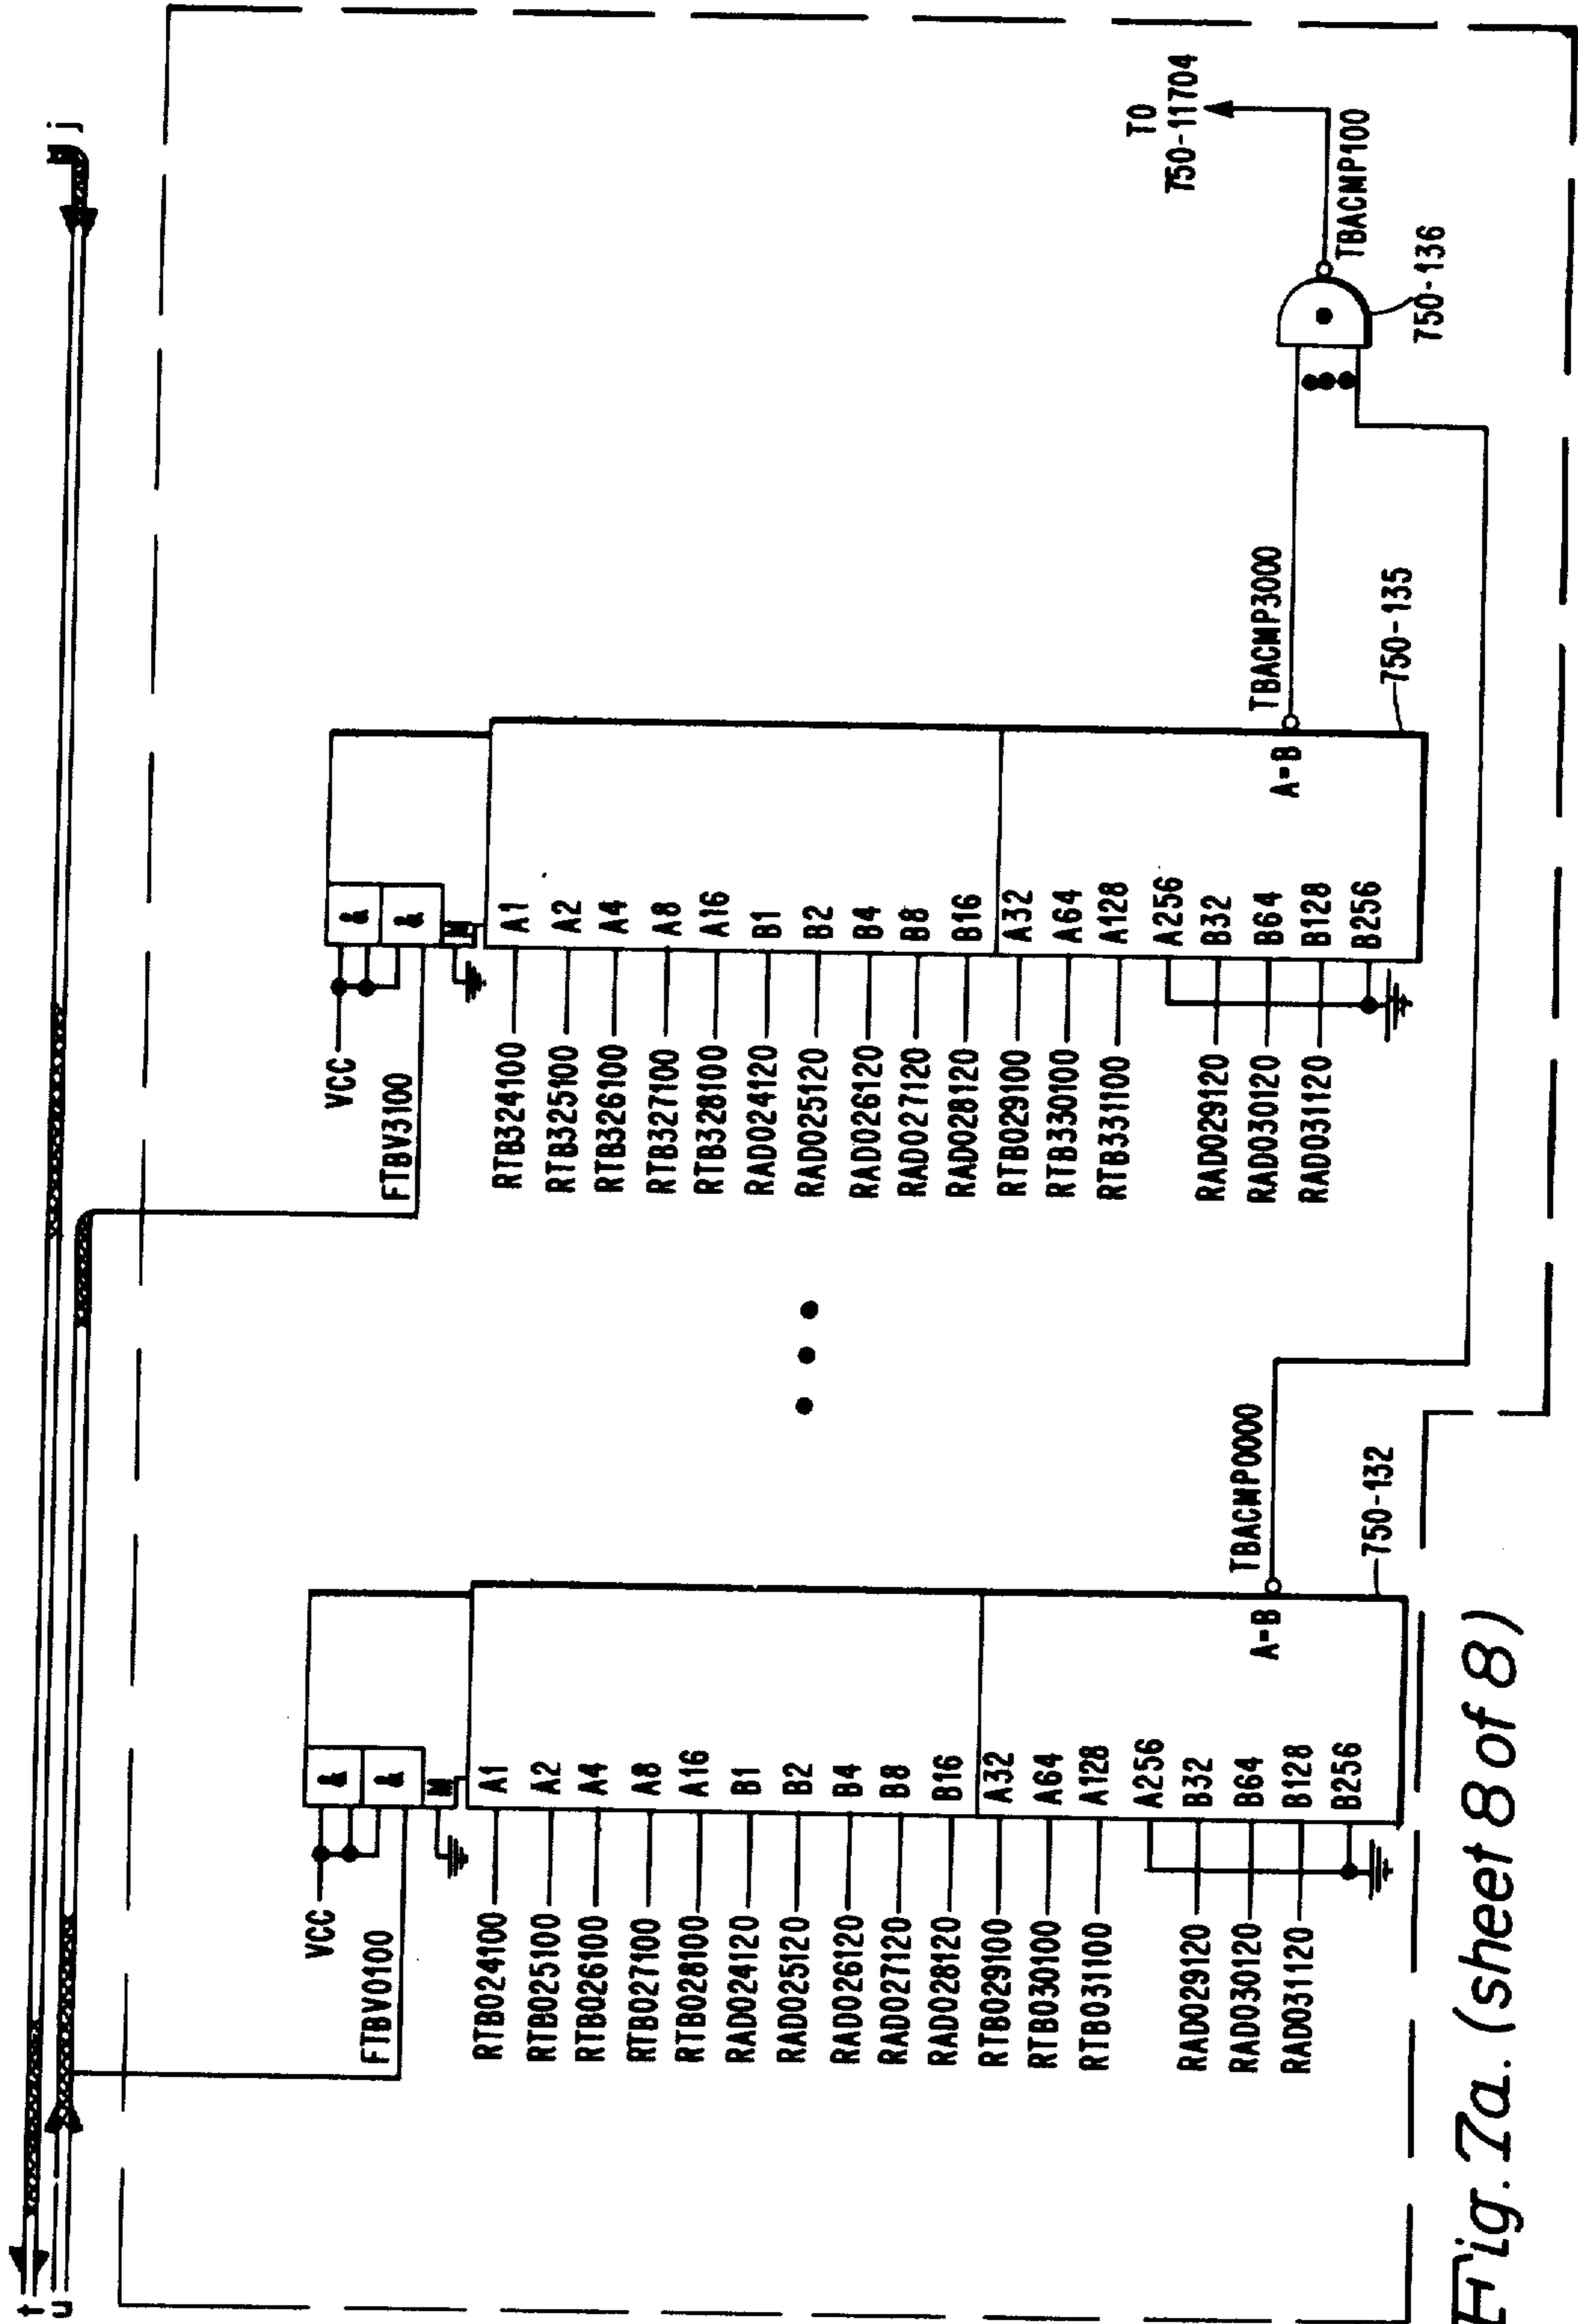 t
u
j
VCC
FTBV0100
&
&
M
RTB024100 A1
RTB025100 A2
RTB026100 A4
RTB027100 A8
RTB028100 A16
RAD024120 B1
RAD025120 B2
RAD026120 B4
RAD027120 B8
RAD028120 B16
RTB029100 A32
RTB030100 A64
RTB031100 A128
A256
RAD029120 B32
RAD030120 B64
RAD031120 B128
B256
A=B
TBACMP0000
750-132
VCC
FTBV3100
&
&
M
RTB324100 A1
RTB325100 A2
RTB326100 A4
RTB327100 A8
RTB328100 A16
RAD024120 B1
RAD025120 B2
RAD026120 B4
RAD027120 B8
RAD028120 B16
RTB029100 A32
RTB330100 A64
RTB331100 A128
A256
RAD029120 B32
RAD030120 B64
RAD031120 B128
B256
A=B
TBACMP3000
750-135
TO
750-11704
TBACMP100
750-136
Fig. 7a. (sheet 8 of 8)